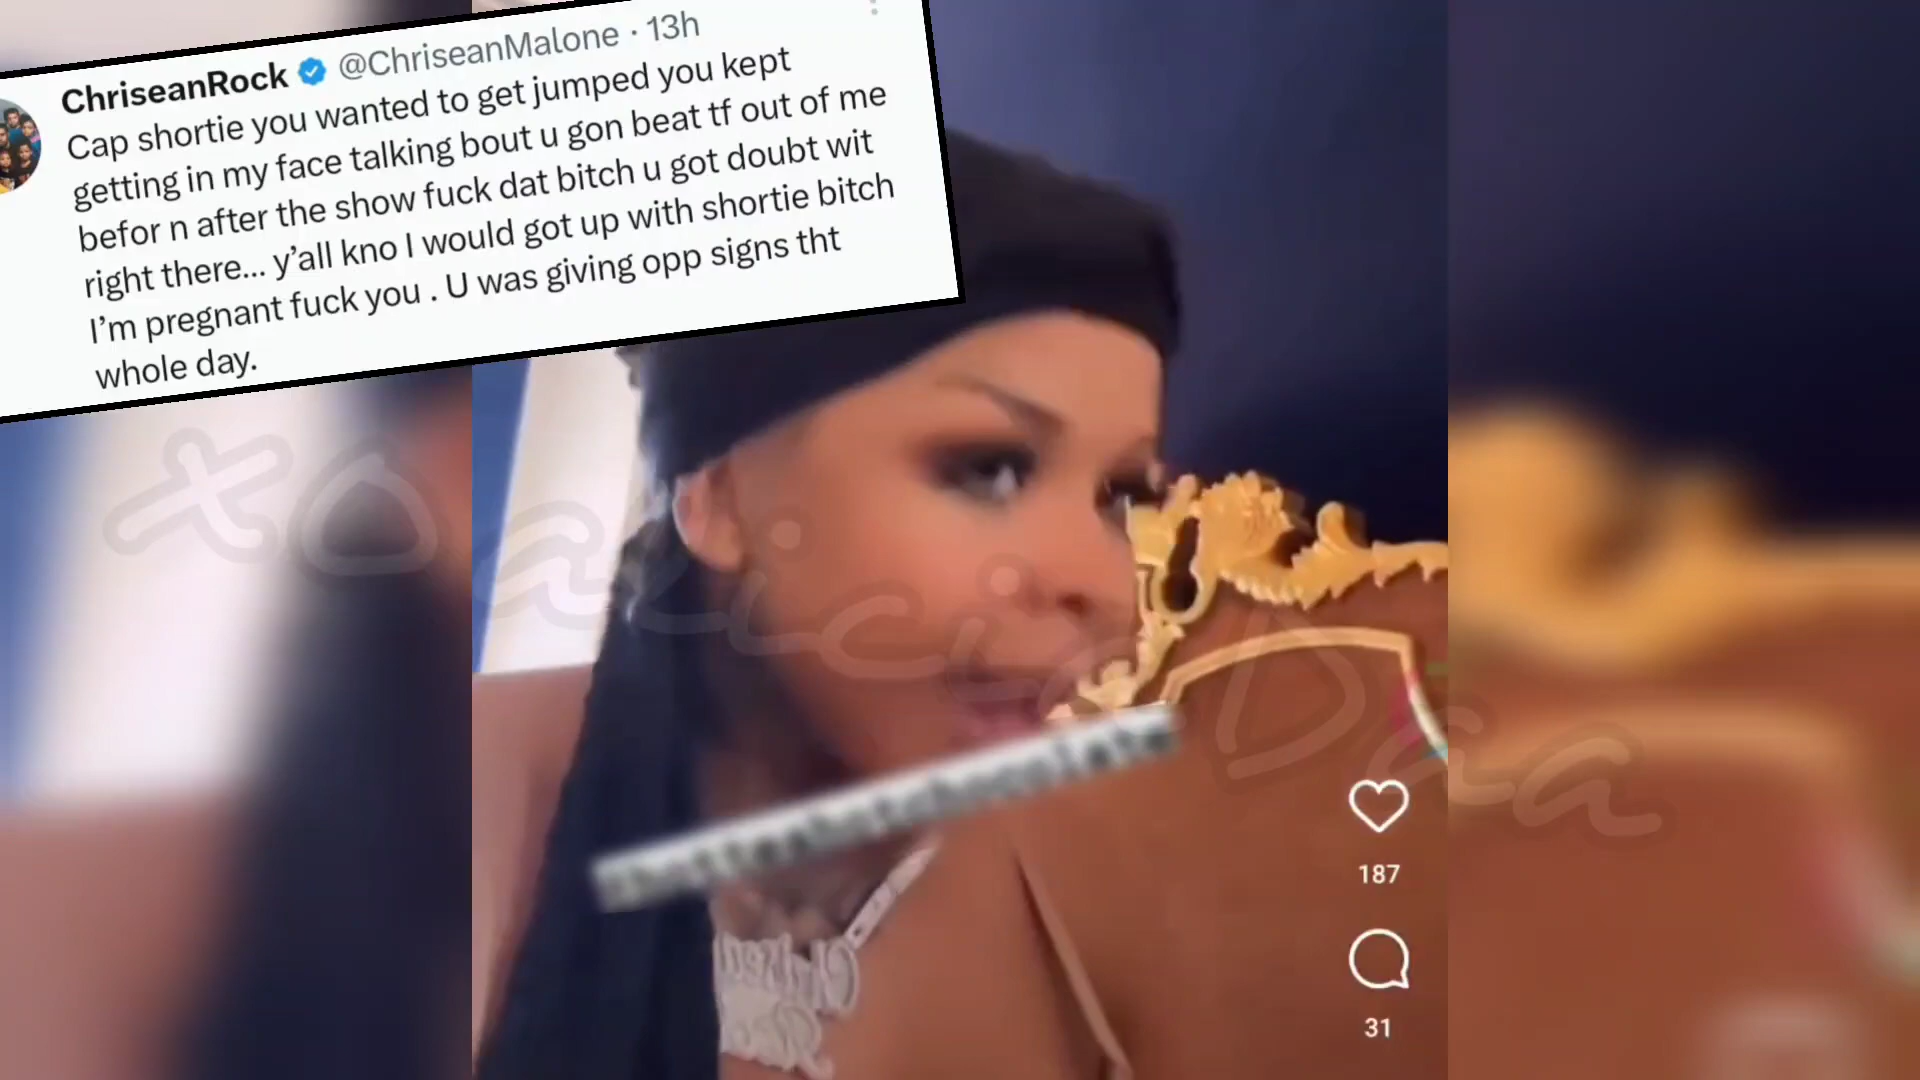 ChriseanRock @ChriseanMalone · 13h
Cap shortie you wanted to get jumped you kept
getting in my face talking bout u gon beat tf out of me
befor n after the show fuck dat bitch u got doubt wit
right there... y'all kno I would got up with shortie bitch
I'm pregnant fuck you . U was giving opp signs tht
whole day.
187
31